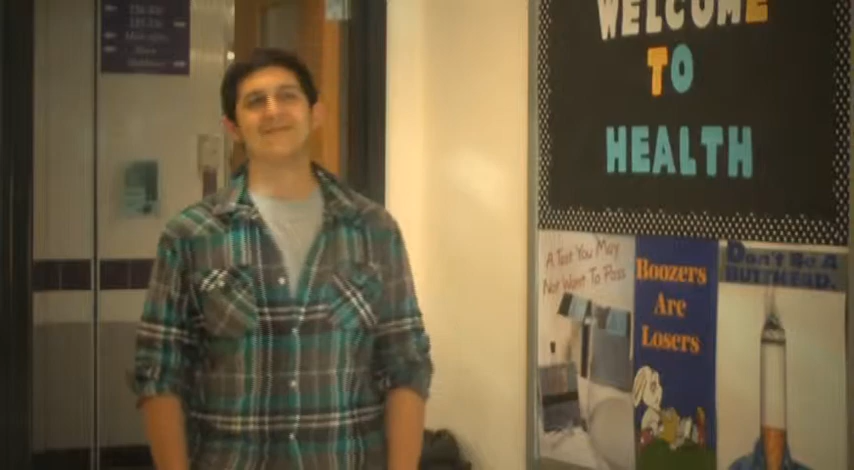 WELCOME
TO
HEALTH
A Test You May
Not Want To Pass
Boozers
Are
Losers
Don't Be A
BUTTHEAD.